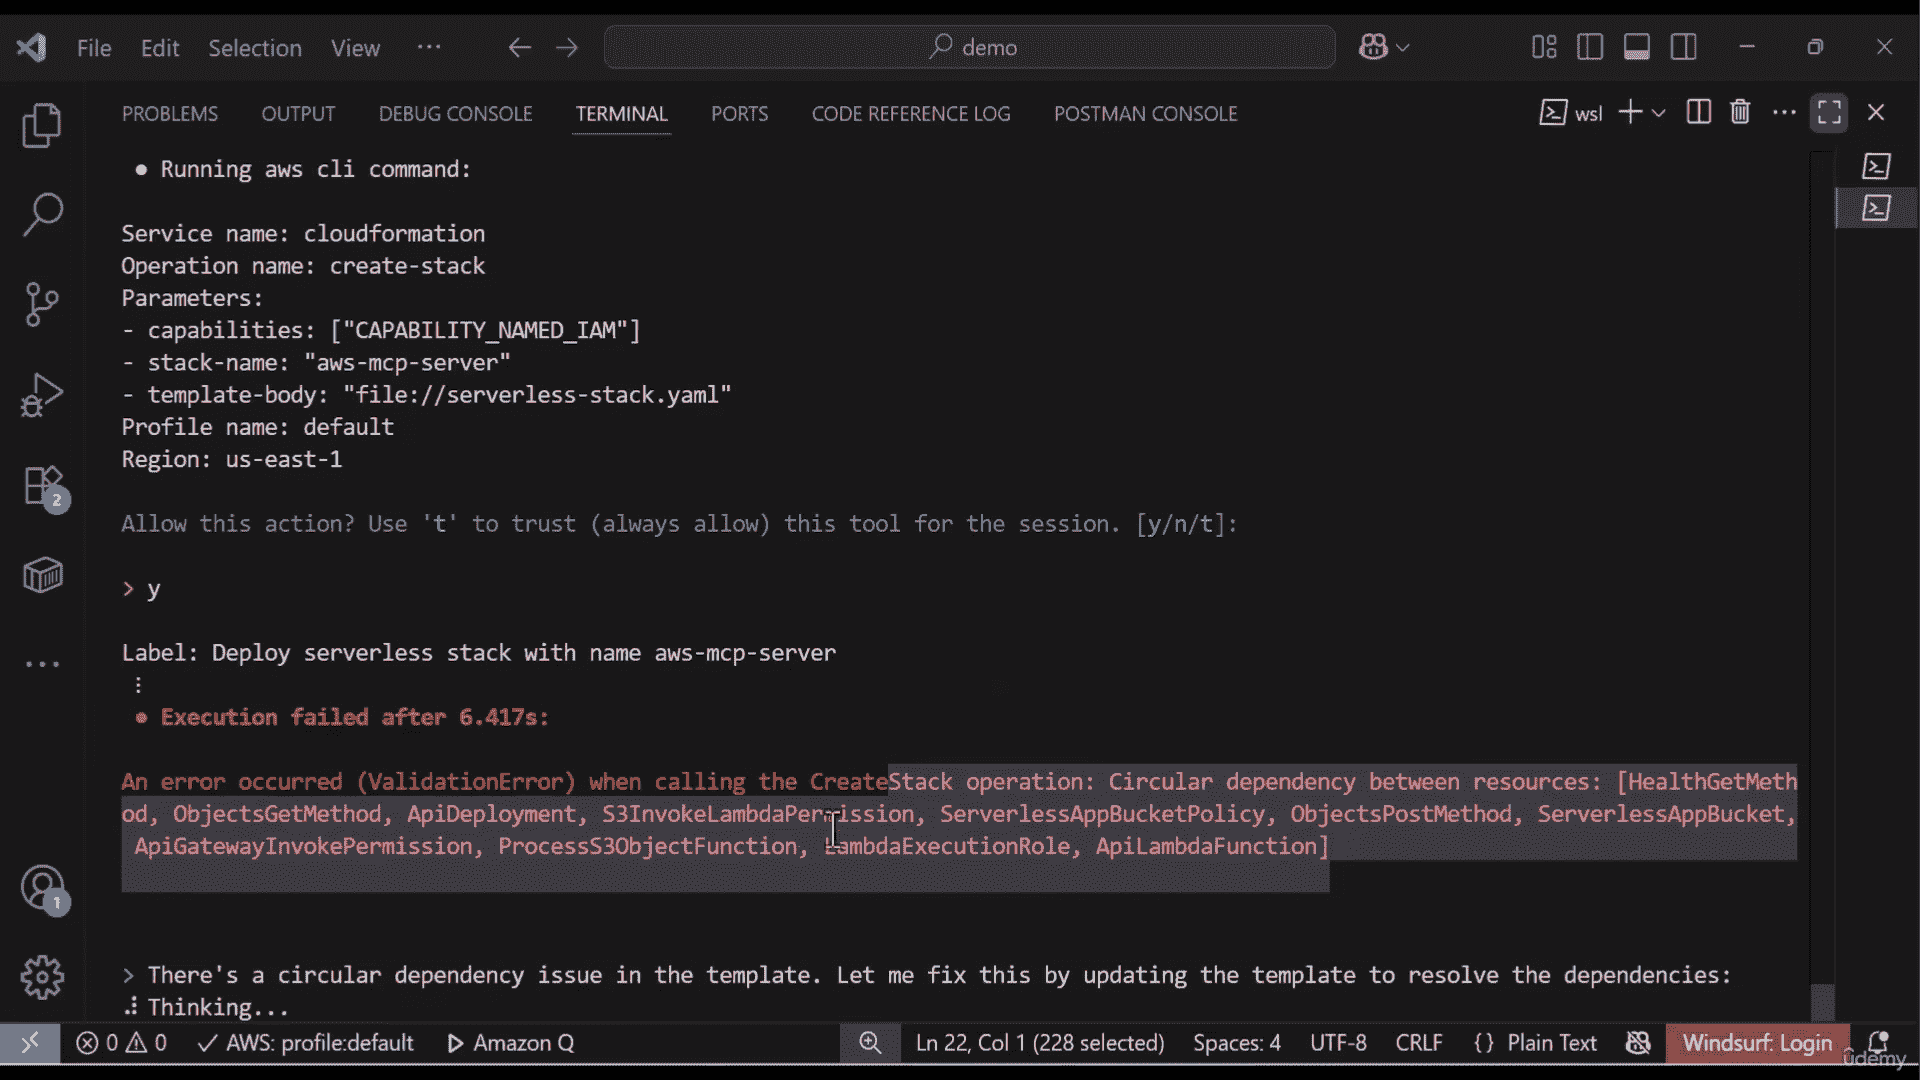 File Edit Selection View ··· demo
PROBLEMS OUTPUT DEBUG CONSOLE TERMINAL PORTS CODE REFERENCE LOG POSTMAN CONSOLE wsl
● Running aws cli command:
Service name: cloudformation
Operation name: create-stack
Parameters:
- capabilities: ["CAPABILITY_NAMED_IAM"]
- stack-name: "aws-mcp-server"
- template-body: "file://serverless-stack.yaml"
Profile name: default
Region: us-east-1
Allow this action? Use 't' to trust (always allow) this tool for the session. [y/n/t]:
> y
Label: Deploy serverless stack with name aws-mcp-server
⋮
● Execution failed after 6.417s:
An error occurred (ValidationError) when calling the CreateStack operation: Circular dependency between resources: [HealthGetMeth
od, ObjectsGetMethod, ApiDeployment, S3InvokeLambdaPermission, ServerlessAppBucketPolicy, ObjectsPostMethod, ServerlessAppBucket,
ApiGatewayInvokePermission, ProcessS3ObjectFunction, LambdaExecutionRole, ApiLambdaFunction]
> There's a circular dependency issue in the template. Let me fix this by updating the template to resolve the dependencies:
Thinking...
2
1
0 0 AWS: profile:default Amazon Q Ln 22, Col 1 (228 selected) Spaces: 4 UTF-8 CRLF {} Plain Text Windsurf: Login
ûdemy